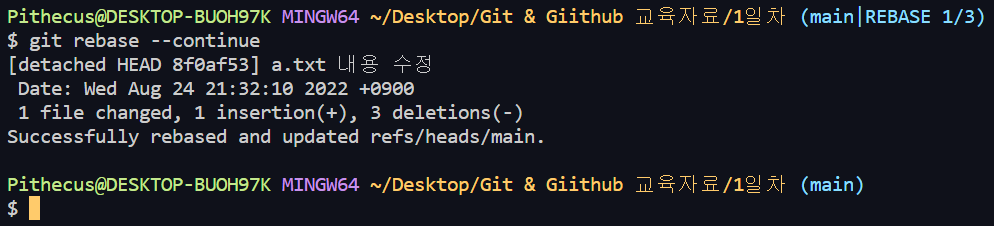 Pithecus@DESKTOP-BUOH97K MINGW64 ~/Desktop/Git & Giithub 교육자료/1일차 (main|REBASE 1/3)
$ git rebase --continue
[detached HEAD 8f0af53] a.txt 내용 수정
 Date: Wed Aug 24 21:32:10 2022 +0900
 1 file changed, 1 insertion(+), 3 deletions(-)
Successfully rebased and updated refs/heads/main.
Pithecus@DESKTOP-BUOH97K MINGW64 ~/Desktop/Git & Giithub 교육자료/1일차 (main)
$